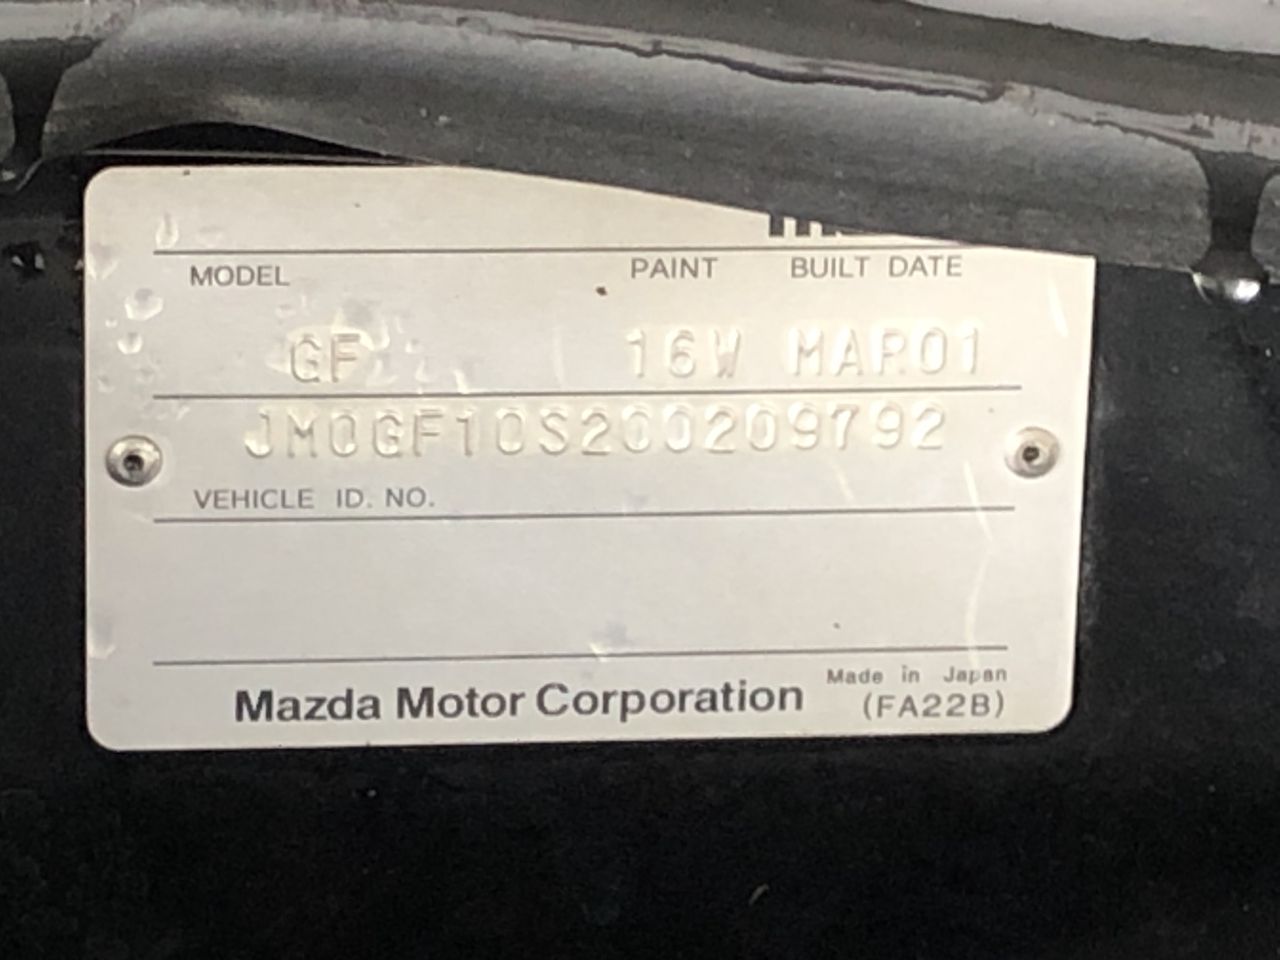 MODEL PAINT BUILT DATE
GF 16W MAR01
JM0GF10S200209792
VEHICLE ID. NO.
Mazda Motor Corporation
Made in Japan
(FA22B)